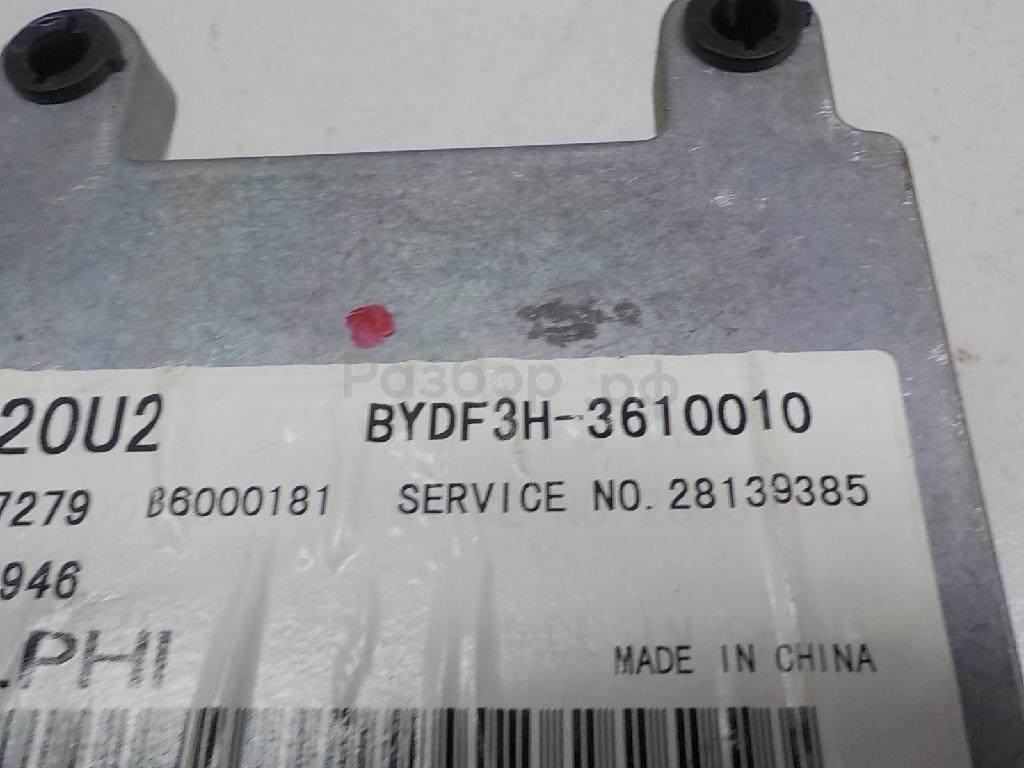 Разбор.рф
20U2 BYDF3H-3610010
7279 B6000181 SERVICE NO. 28139385
946
.PHI MADE IN CHINA